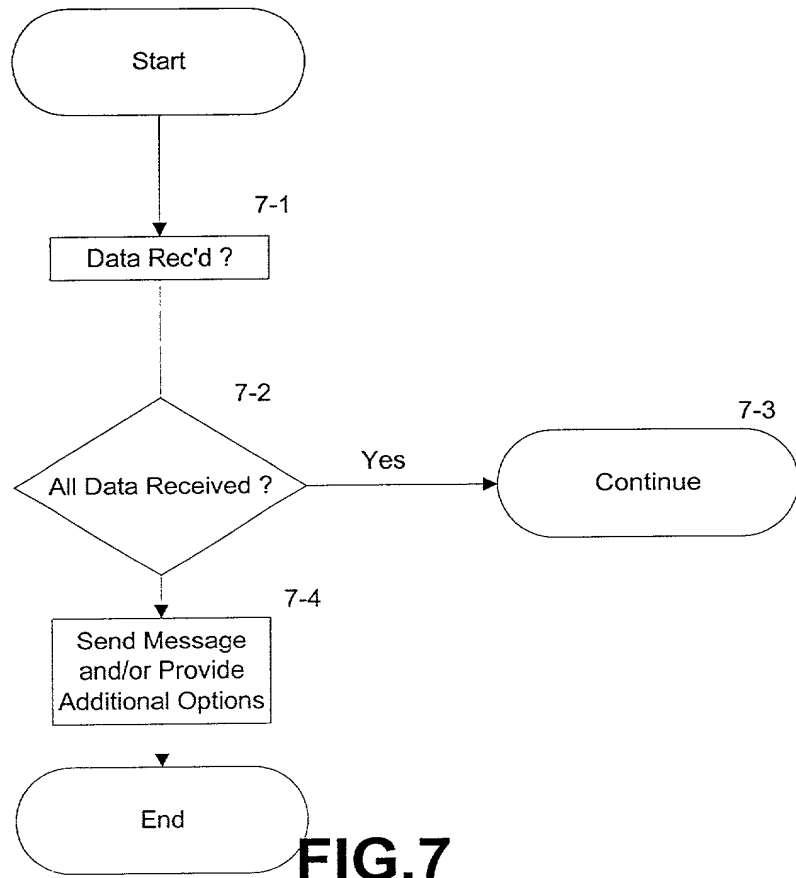 Start
7-1
Data Rec'd ?
7-2
All Data Received ?
Yes
7-3
Continue
7-4
Send Message
and/or Provide
Additional Options
End
FIG.7